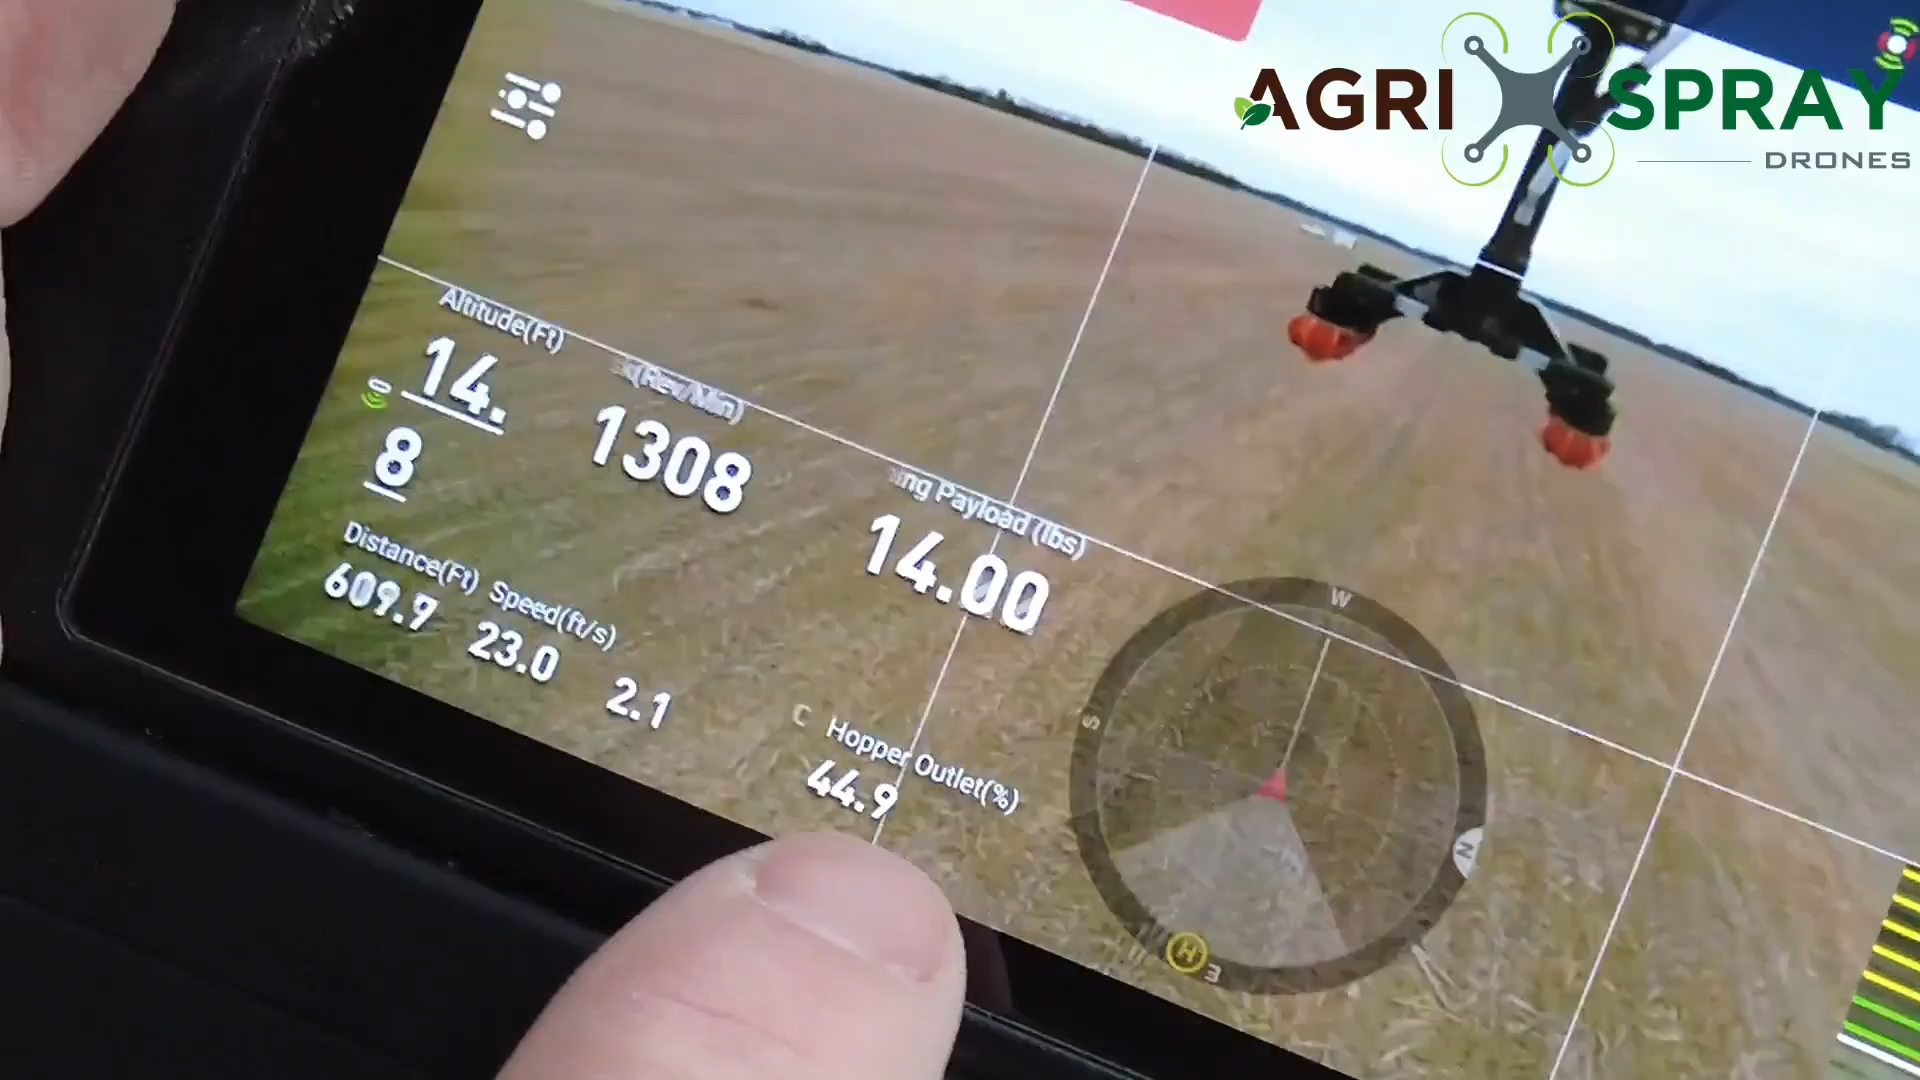 AGRI SPRAY
DRONES
Altitude(Ft)
14.
8
(Rev/Min)
1308
Payload (lbs)
14.00
Distance(Ft) Speed(ft/s)
609.9 23.0 2.1
Hopper Outlet(%)
44.9
W
S
N
H
E